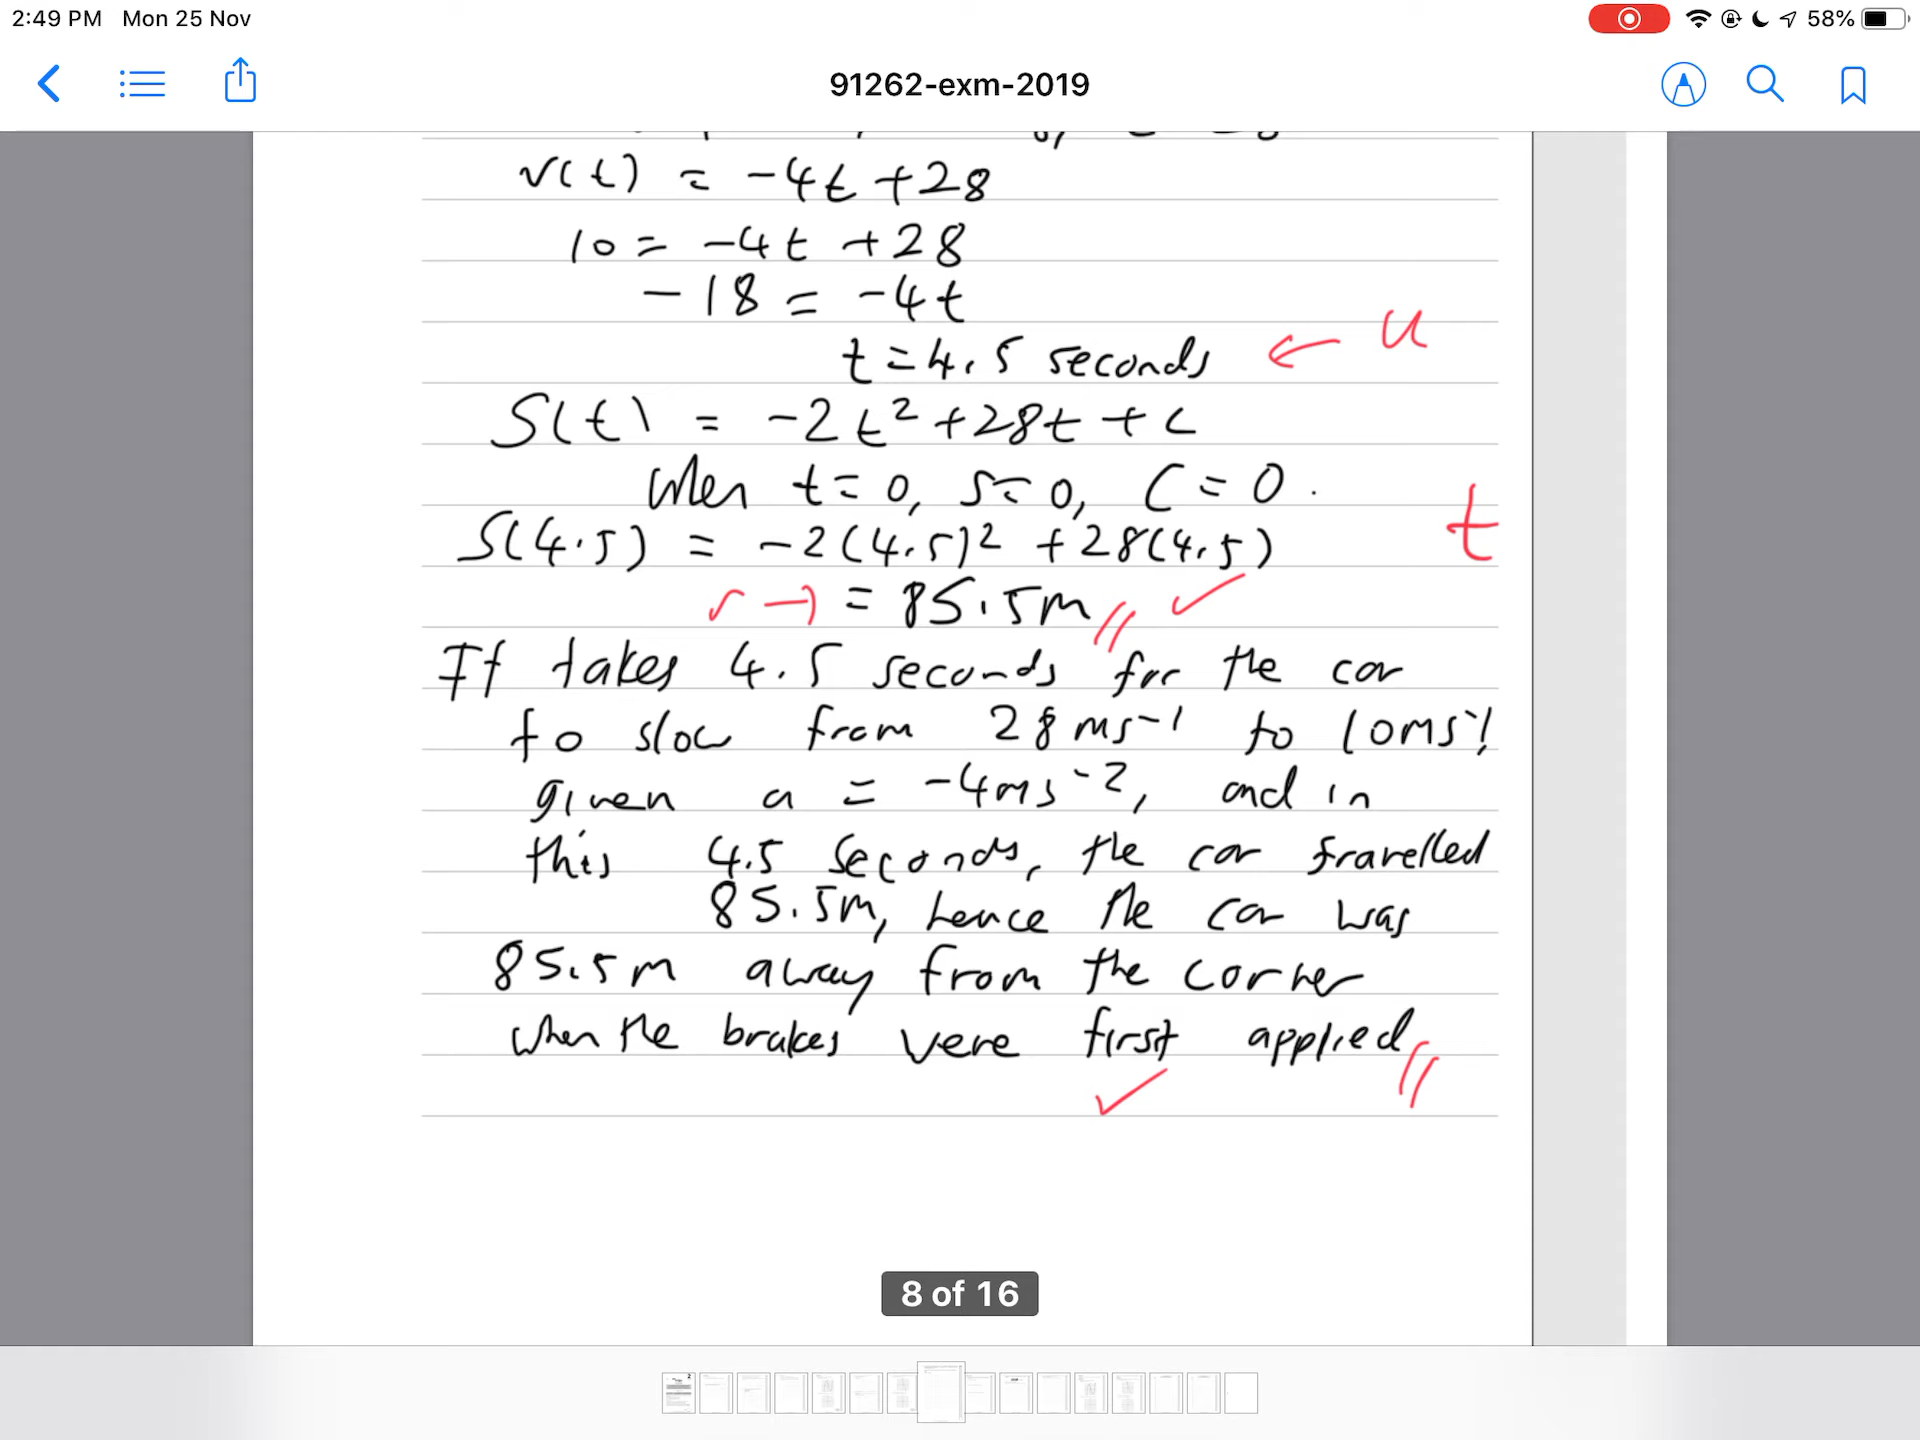 2:49 PM Mon 25 Nov
58%
91262-exm-2019
v(t) = -4t +28
10 = -4t +28
-18 = -4t
t = 4.5 seconds ← u
S(t) = -2t² +28t + c
when t = 0, s = 0, C = 0.
S(4.5) = -2(4.5)² + 28(4.5)
t
r → = 85.5m // ✓
It takes 4.5 seconds for the car
to slow from 28 ms⁻¹ to 10ms⁻¹
given a = -4ms⁻², and in
this 4.5 seconds, the car travelled
85.5m, hence the car was
85.5m away from the corner
when the brakes were first applied //
✓
8 of 16